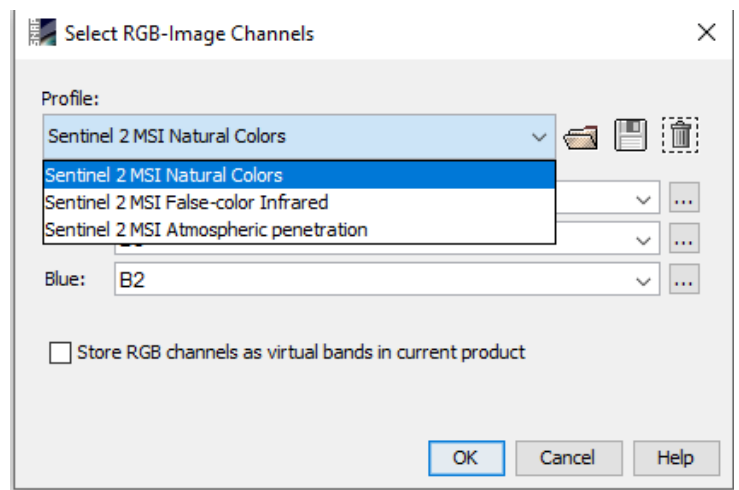 SNAP
Select RGB-Image Channels
Profile:
Sentinel 2 MSI Natural Colors
Sentinel 2 MSI Natural Colors
Sentinel 2 MSI False-color Infrared
...
Sentinel 2 MSI Atmospheric penetration
...
Blue: B2 ...
Store RGB channels as virtual bands in current product
OK Cancel Help